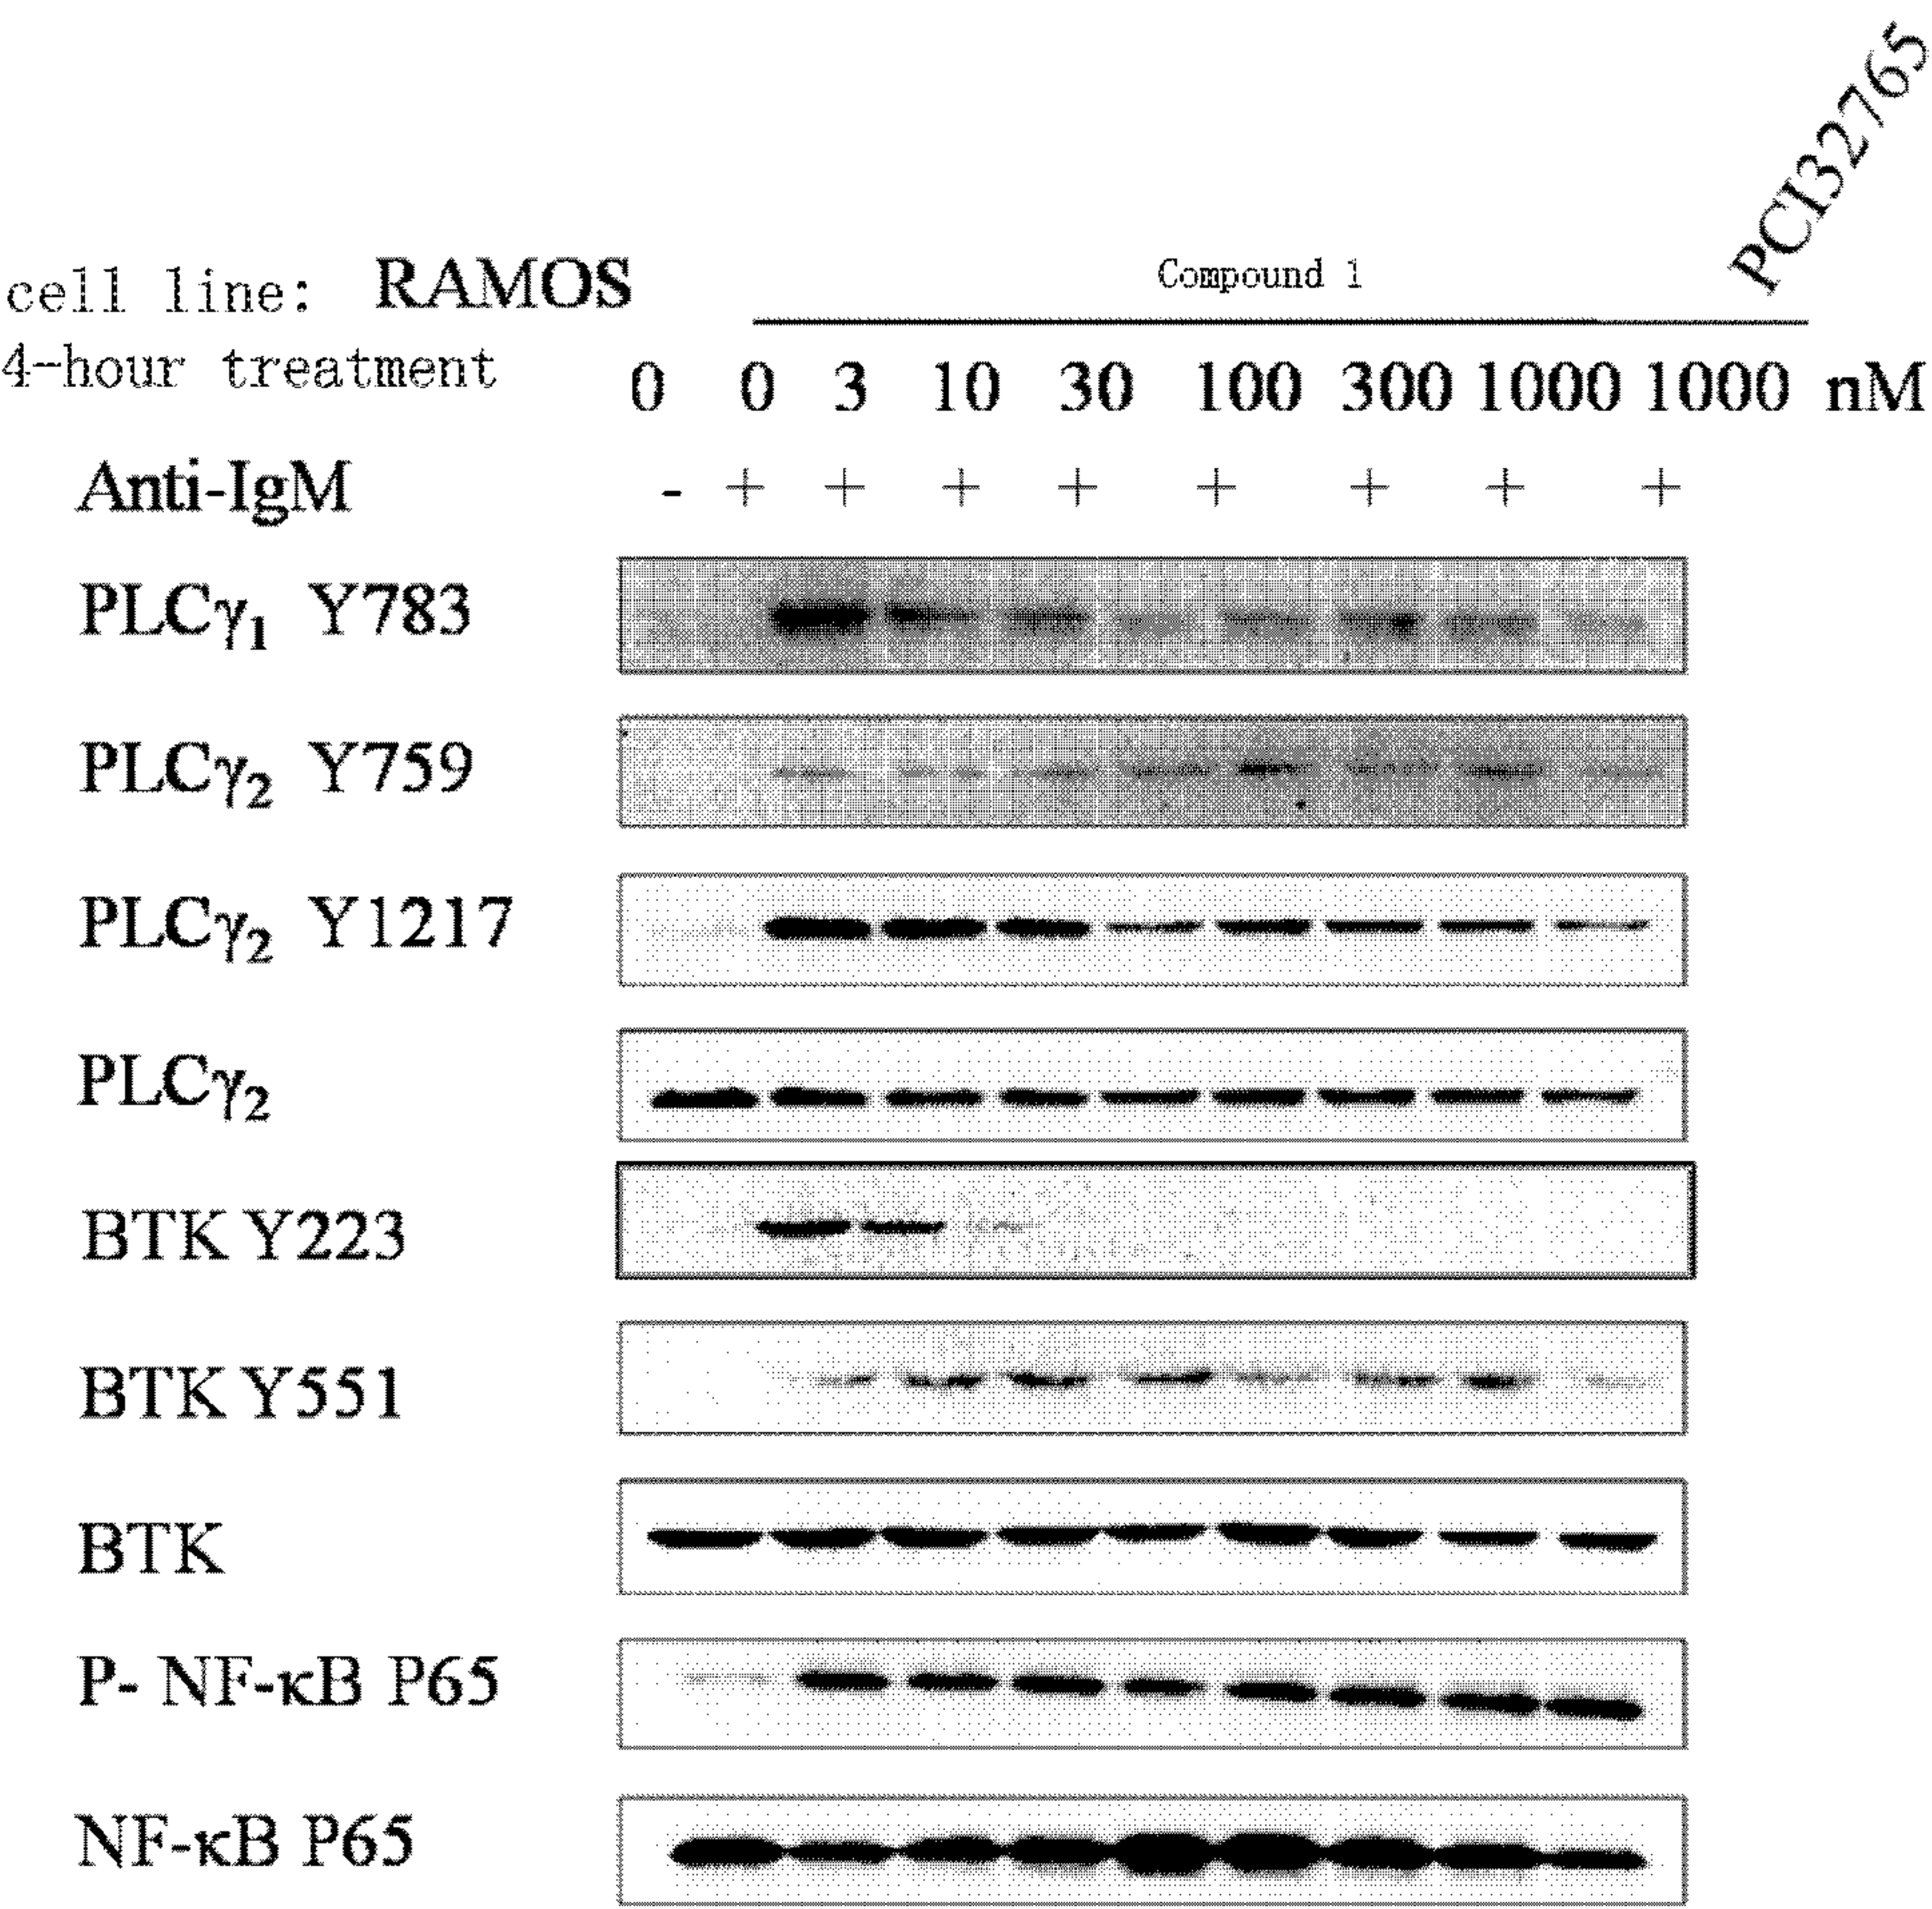 PCI32765
cell line: RAMOS
Compound 1
4-hour treatment 0 0 3 10 30 100 300 1000 1000 nM
Anti-IgM - + + + + + + + +
PLCγ1 Y783
PLCγ2 Y759
PLCγ2 Y1217
PLCγ2
BTK Y223
BTK Y551
BTK
P- NF-κB P65
NF-κB P65